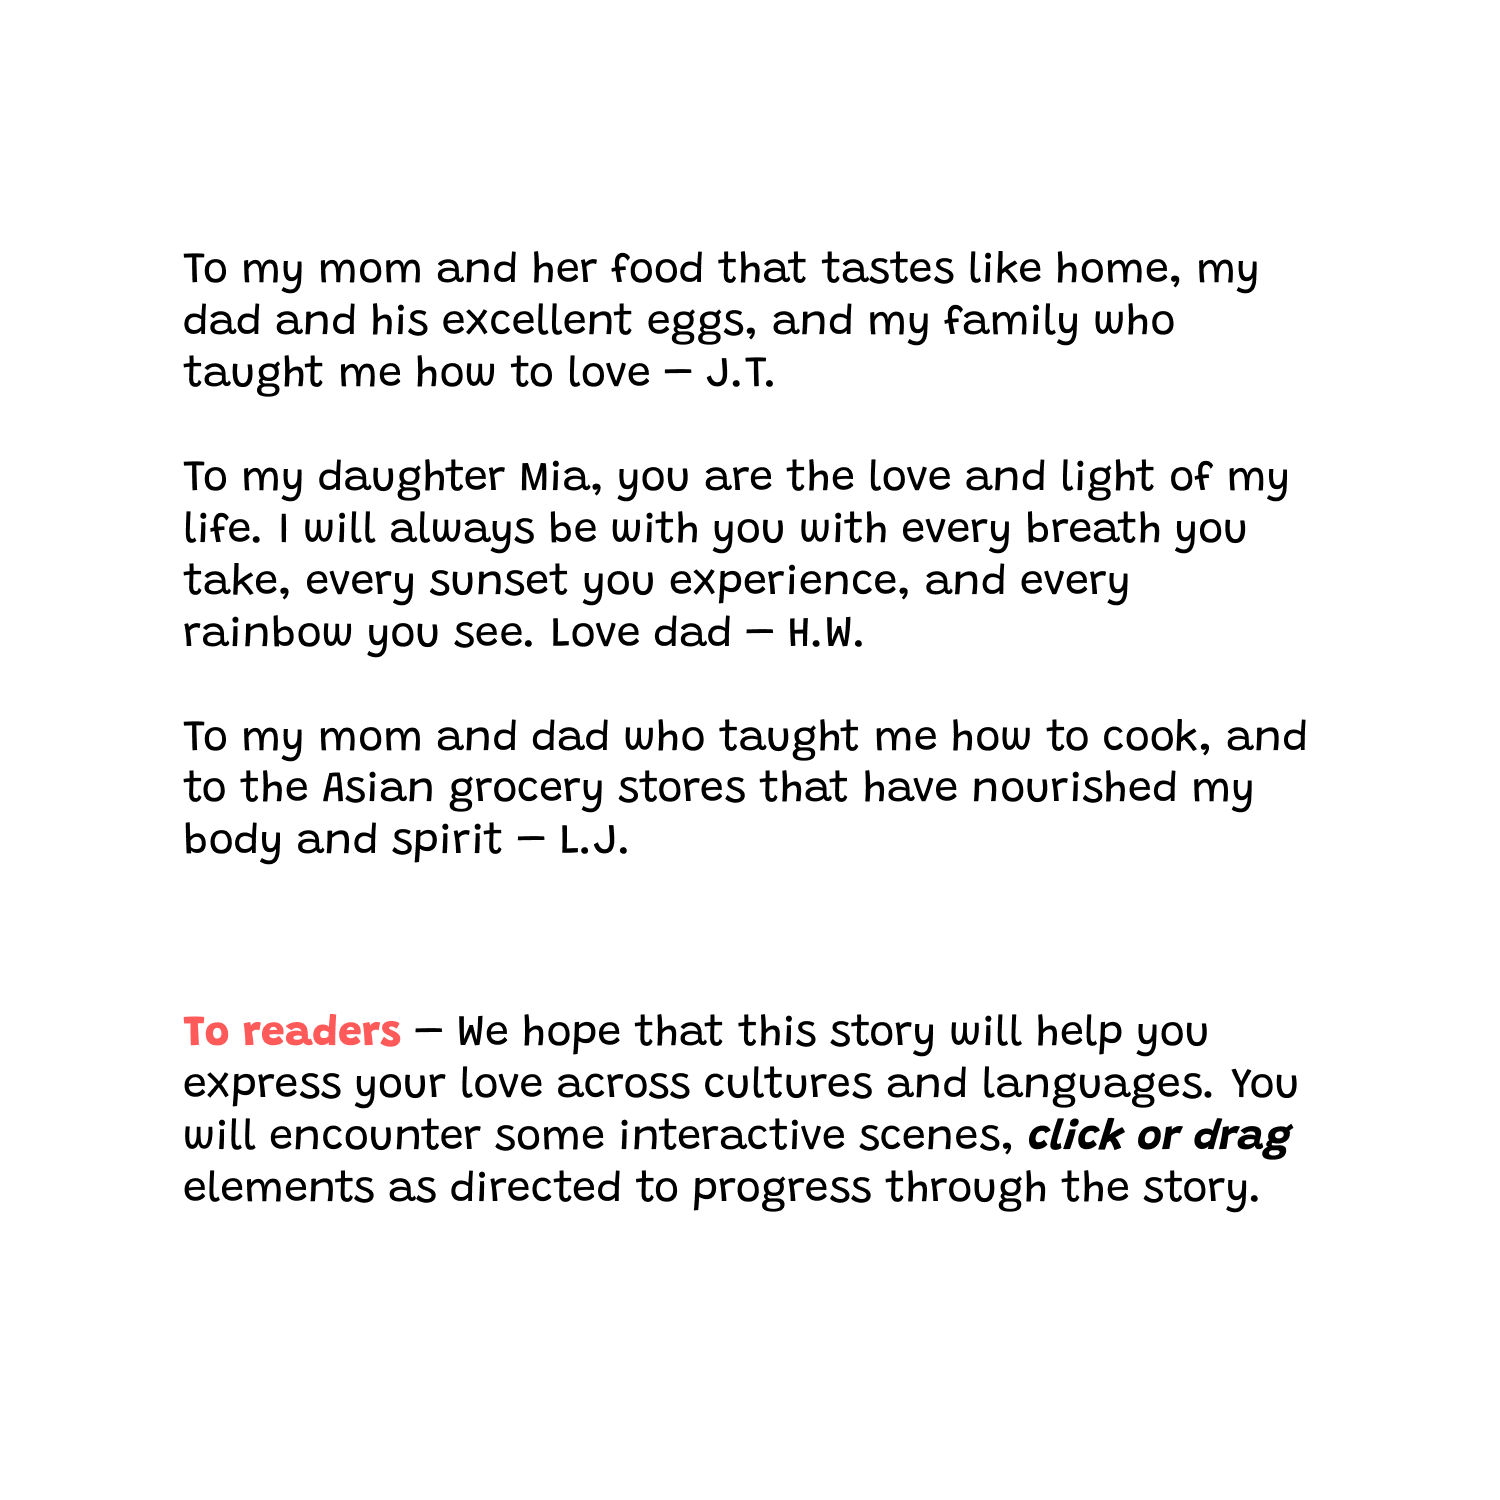 To my mom and her food that tastes like home, my
dad and his excellent eggs, and my family who
taught me how to love — J.T.
To my daughter Mia, you are the love and light of my
life. I will always be with you with every breath you
take, every sunset you experience, and every
rainbow you see. Love dad — H.W.
To my mom and dad who taught me how to cook, and
to the Asian grocery stores that have nourished my
body and spirit — L.J.
To readers — We hope that this story will help you
express your love across cultures and languages. You
will encounter some interactive scenes, click or drag
elements as directed to progress through the story.